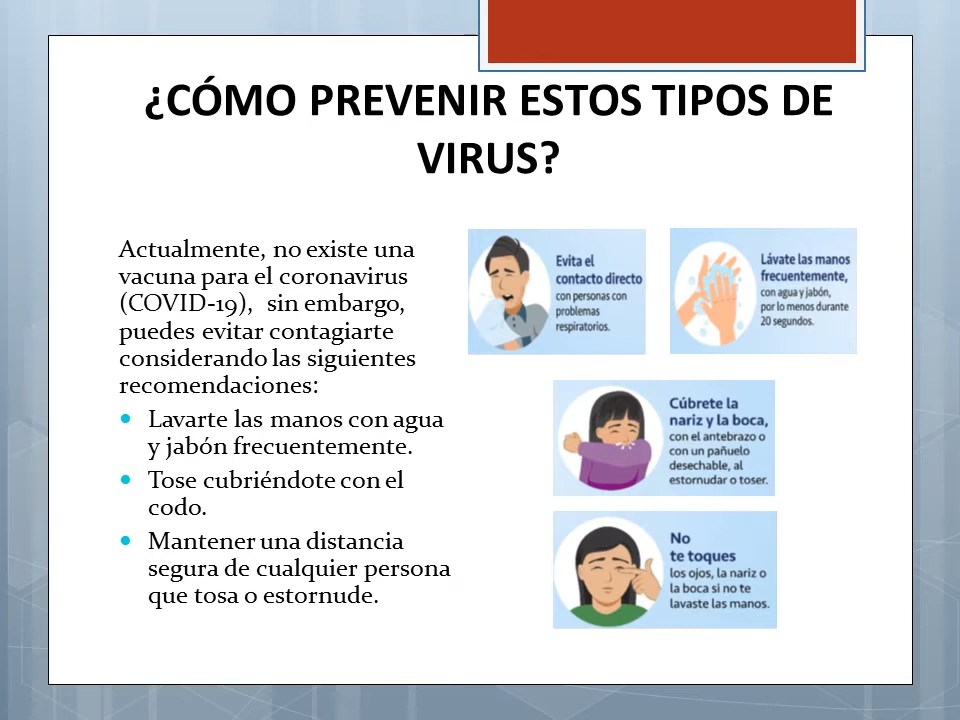 ¿CÓMO PREVENIR ESTOS TIPOS DE
VIRUS?
Actualmente, no existe una
vacuna para el coronavirus
(COVID-19),  sin embargo,
puedes evitar contagiarte
considerando las siguientes
recomendaciones:
• Lavarte las manos con agua
y jabón frecuentemente.
• Tose cubriéndote con el
codo.
• Mantener una distancia
segura de cualquier persona
que tosa o estornude.
Evita el
contacto directo
con personas con
problemas
respiratorios.
Lávate las manos
frecuentemente,
con agua y jabón,
por lo menos durante
20 segundos.
Cúbrete la
nariz y la boca,
con el antebrazo o
con un pañuelo
desechable, al
estornudar o toser.
No
te toques
los ojos, la nariz o
la boca si no te
lavaste las manos.